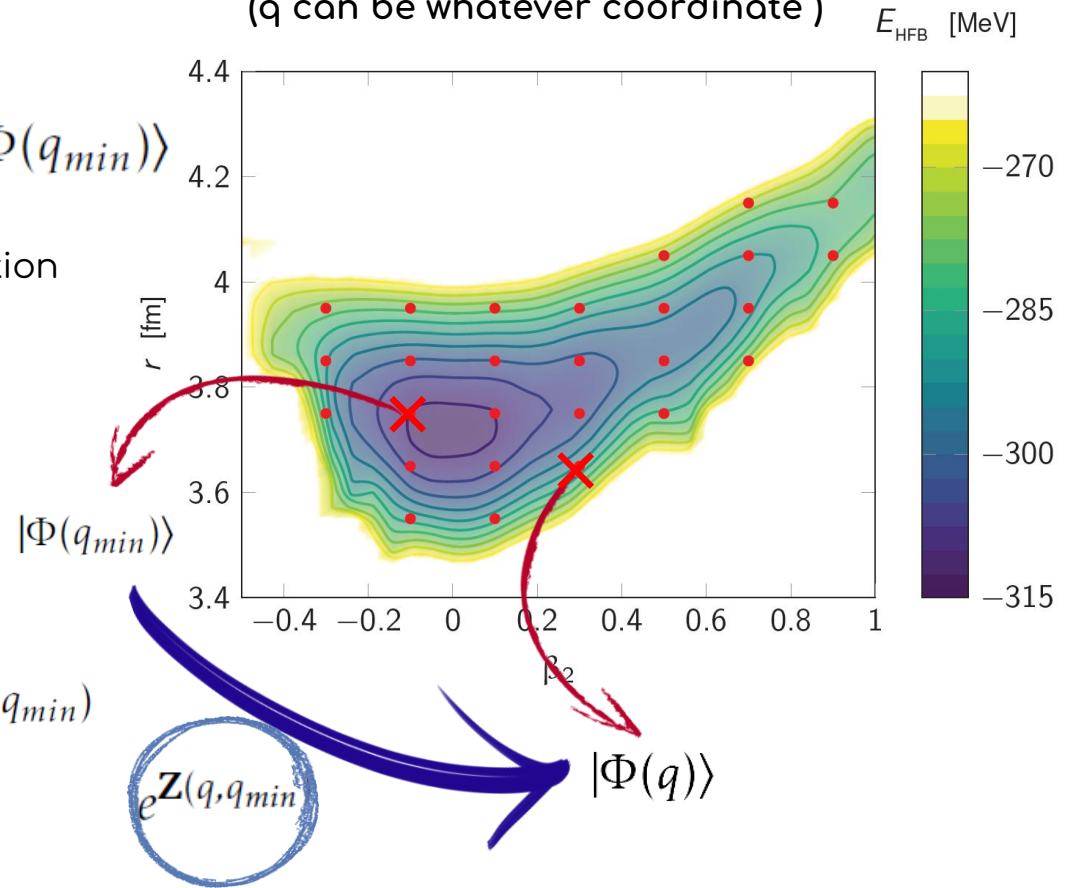 (q can be whatever coordinate )
E_HFB [MeV]
4.4
Φ(q_min)⟩
−270
4.2
4
r [fm]
−285
3.8
−300
3.6
|Φ(q_min)⟩
3.4
−315
−0.4 −0.2 0 0.2 0.4 0.6 0.8 1
β_2
q_min)
|Φ(q)⟩
e^Z(q,q_min